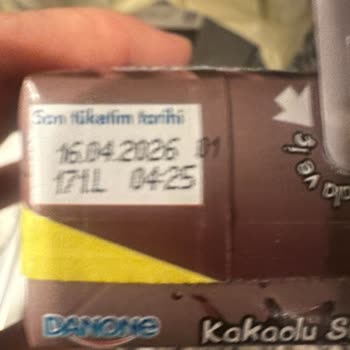 Son tüketim tarihi
16.04.2026 01
171L 04:25
DANONE
Kakaolu S